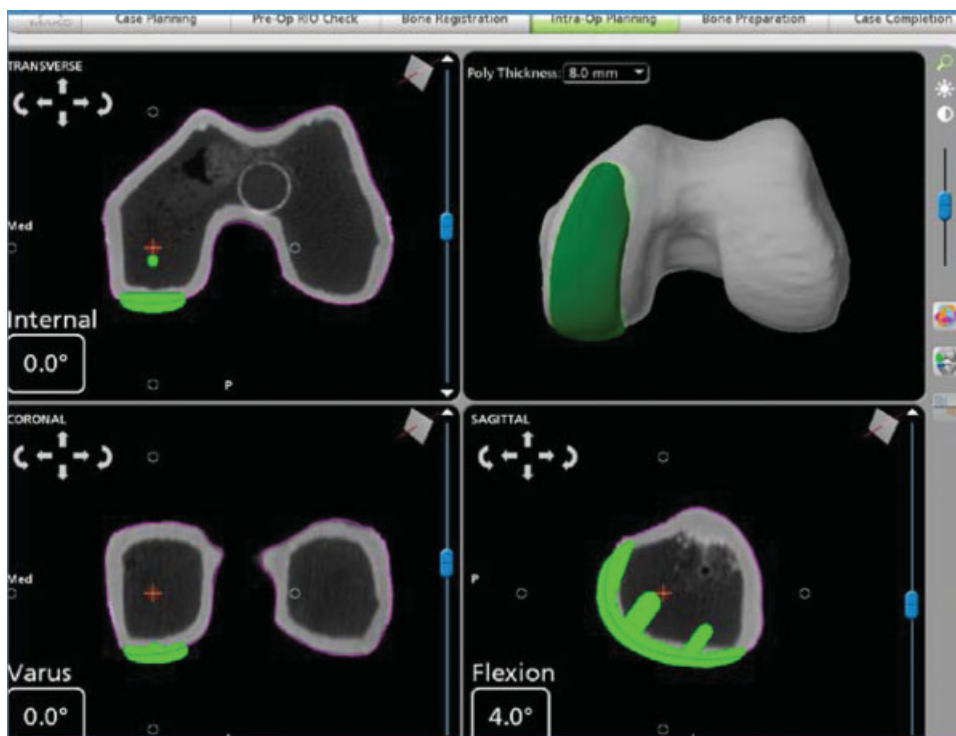 Case Planning
Pre-Op RIO Check
Bone Registration
Intra-Op Planning
Bone Preparation
Case Completion
TRANSVERSE
Med
Internal
0.0°
P
Poly Thickness: 8.0 mm
CORONAL
Med
Varus
0.0°
SAGITTAL
P
Flexion
4.0°